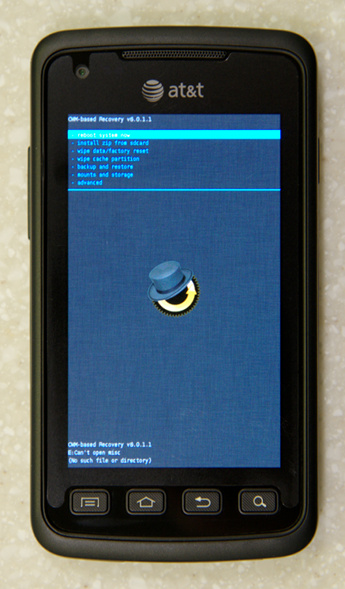 at&t
CWM-based Recovery v6.0.1.1
- reboot system now
- install zip from sdcard
- wipe data/factory reset
- wipe cache partition
- backup and restore
- mounts and storage
- advanced
CWM-based Recovery v6.0.1.1
E:Can't open misc
(No such file or directory)